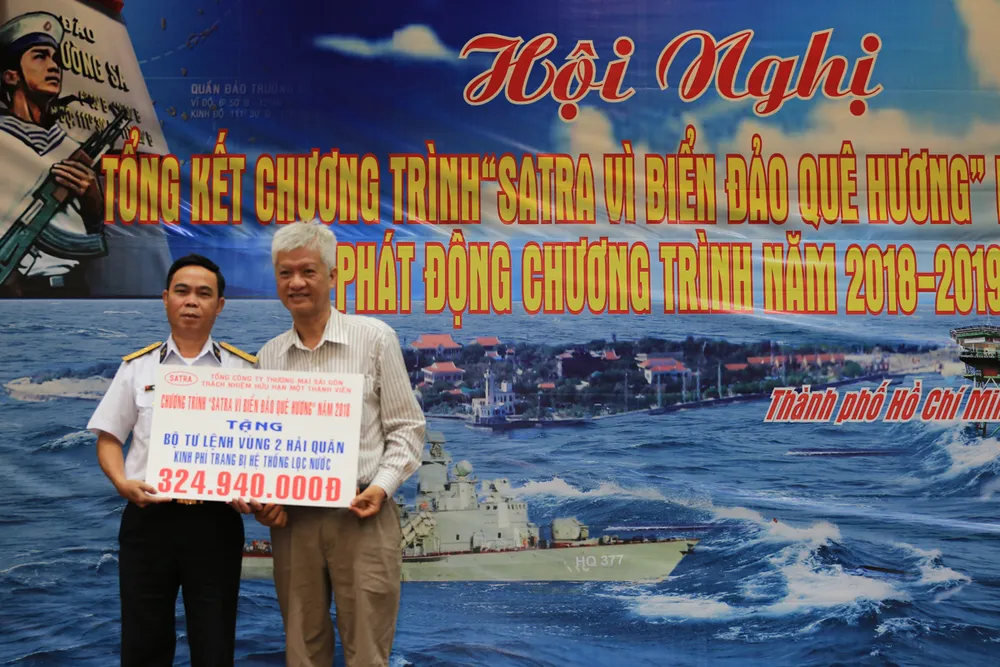 ĐẢO
QUẦN ĐẢO TRƯỜNG
Hội Nghị
TỔNG KẾT CHƯƠNG TRÌNH "SATRA VÌ BIỂN ĐẢO QUÊ HƯƠNG"
PHÁT ĐỘNG CHƯƠNG TRÌNH NĂM 2018-2019
Thành phố Hồ Chí Mi
SATRA
TỔNG CÔNG TY THƯƠNG MẠI SÀI GÒN
TRÁCH NHIỆM HỮU HẠN MỘT THÀNH VIÊN
CHƯƠNG TRÌNH "SATRA VÌ BIỂN ĐẢO QUÊ HƯƠNG" NĂM 2018
TẶNG
BỘ TƯ LỆNH VÙNG 2 HẢI QUÂN
KINH PHÍ TRANG BỊ HỆ THỐNG LỌC NƯỚC
324.940.000Đ
HQ 377